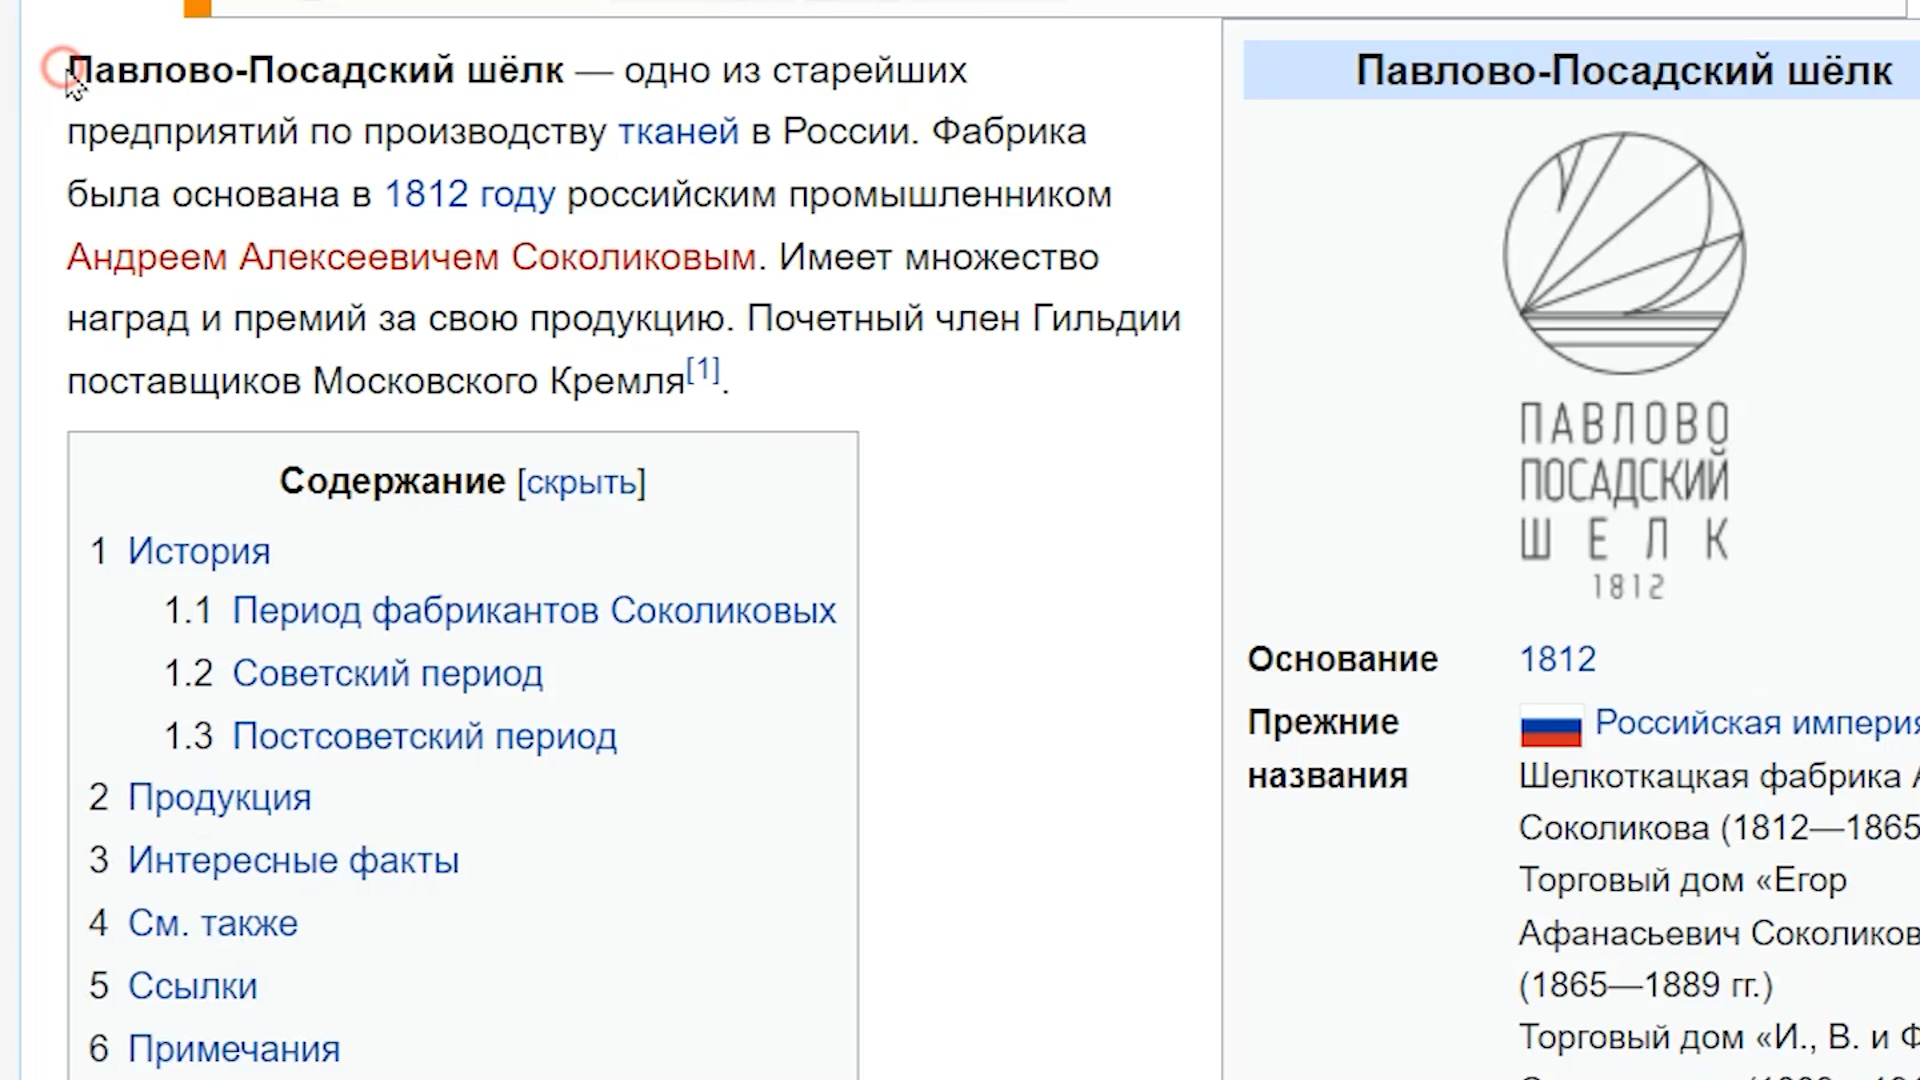 Павлово-Посадский шёлк — одно из старейших
предприятий по производству тканей в России. Фабрика
была основана в 1812 году российским промышленником
Андреем Алексеевичем Соколиковым. Имеет множество
наград и премий за свою продукцию. Почетный член Гильдии
поставщиков Московского Кремля[1].
Содержание [скрыть]
1 История
1.1 Период фабрикантов Соколиковых
1.2 Советский период
1.3 Постсоветский период
2 Продукция
3 Интересные факты
4 См. также
5 Ссылки
6 Примечания
Павлово-Посадский шёлк
ПАВЛОВО
ПОСАДСКИЙ
ШЕЛК
1812
Основание 1812
Прежние названия
Российская империя
Шелкоткацкая фабрика А
Соколикова (1812—1865
Торговый дом «Егор
Афанасьевич Соколиков
(1865—1889 гг.)
Торговый дом «И., В. и Ф